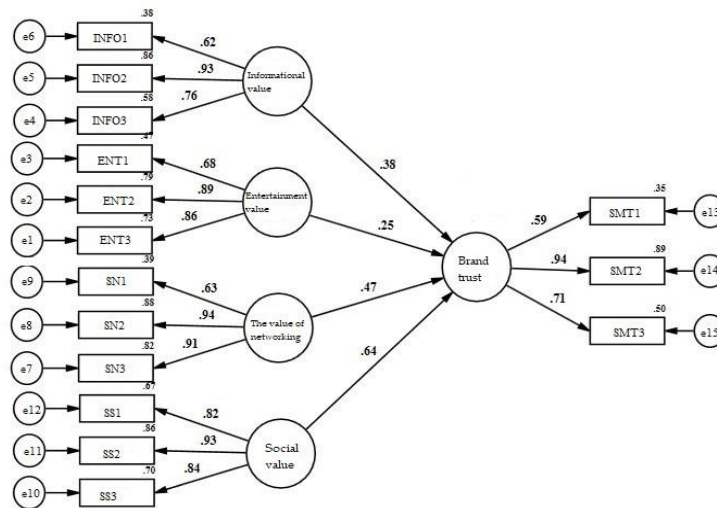 .38
e6 INFO1
.62
.86
e5 INFO2
.93
Informational
value
.58
e4 INFO3
.76
.47
e3 ENT1
.68
.38
.79
e2 ENT2
.89
Entertainment
value
.73
e1 ENT3
.86
.25
.39
e9 SN1
.63
.88
e8 SN2
.94
The value of
networking
.82
e7 SN3
.91
.47
.67
e12 SS1
.82
.86
e11 SS2
.93
Social
value
.70
e10 SS3
.84
.64
Brand
trust
.35
.59
SMT1 e13
.89
.94
SMT2 e14
.50
.71
SMT3 e15